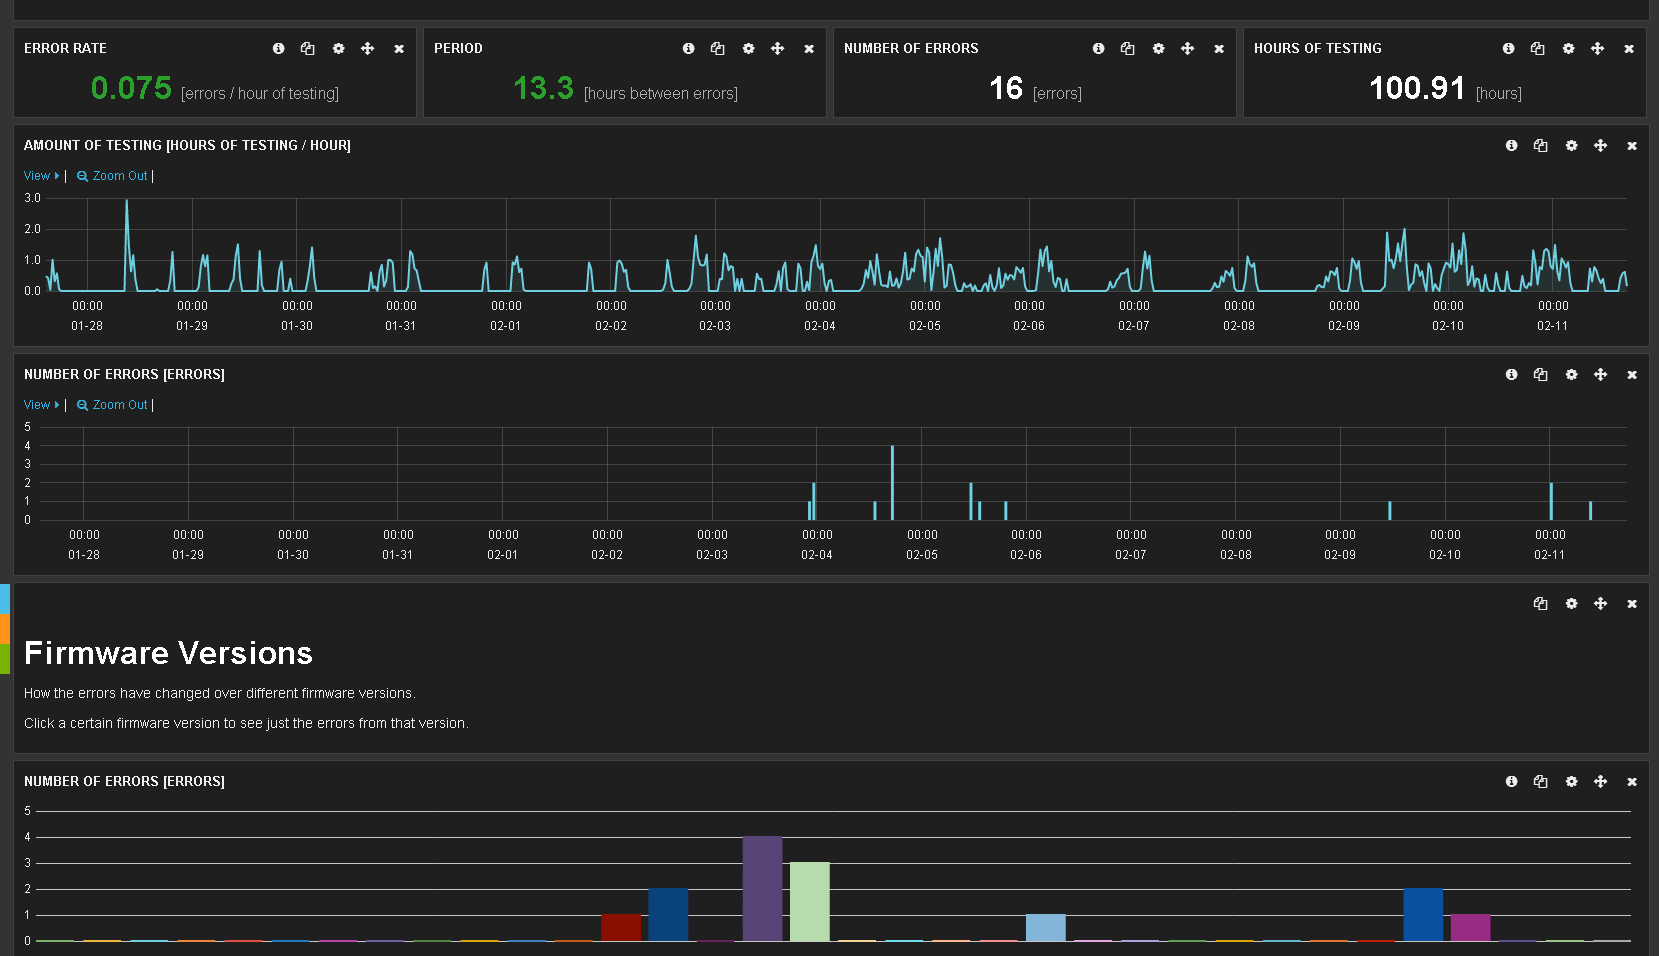 ERROR RATE
0.075 [errors / hour of testing]
PERIOD
13.3 [hours between errors]
NUMBER OF ERRORS
16 [errors]
HOURS OF TESTING
100.91 [hours]
AMOUNT OF TESTING [HOURS OF TESTING / HOUR]
View | Zoom Out |
3.0
2.0
1.0
0.0
00:00 00:00 00:00 00:00 00:00 00:00 00:00 00:00 00:00 00:00 00:00 00:00 00:00 00:00 00:00
01-28 01-29 01-30 01-31 02-01 02-02 02-03 02-04 02-05 02-06 02-07 02-08 02-09 02-10 02-11
NUMBER OF ERRORS [ERRORS]
View | Zoom Out |
5
4
3
2
1
0
00:00 00:00 00:00 00:00 00:00 00:00 00:00 00:00 00:00 00:00 00:00 00:00 00:00 00:00 00:00
01-28 01-29 01-30 01-31 02-01 02-02 02-03 02-04 02-05 02-06 02-07 02-08 02-09 02-10 02-11
Firmware Versions
How the errors have changed over different firmware versions.
Click a certain firmware version to see just the errors from that version.
NUMBER OF ERRORS [ERRORS]
5
4
3
2
1
0